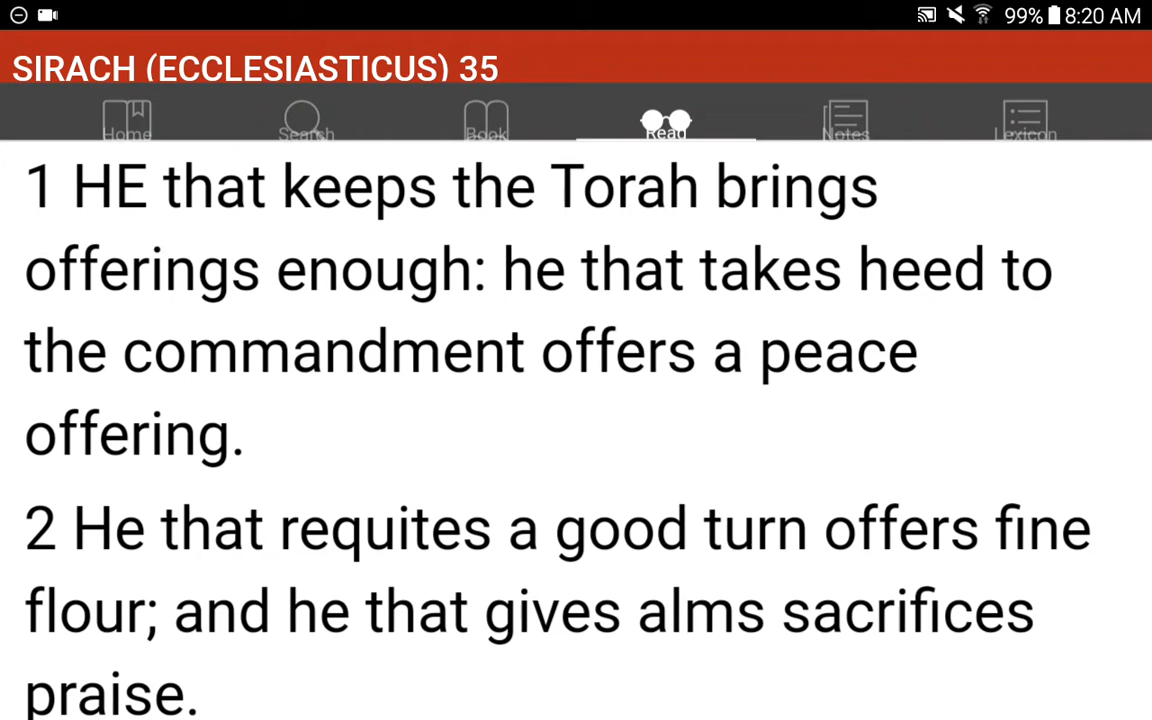 99% 8:20 AM
SIRACH (ECCLESIASTICUS) 35
Home Search Book Read Notes Lexicon
1 HE that keeps the Torah brings
offerings enough: he that takes heed to
the commandment offers a peace
offering.
2 He that requites a good turn offers fine
flour; and he that gives alms sacrifices
praise.